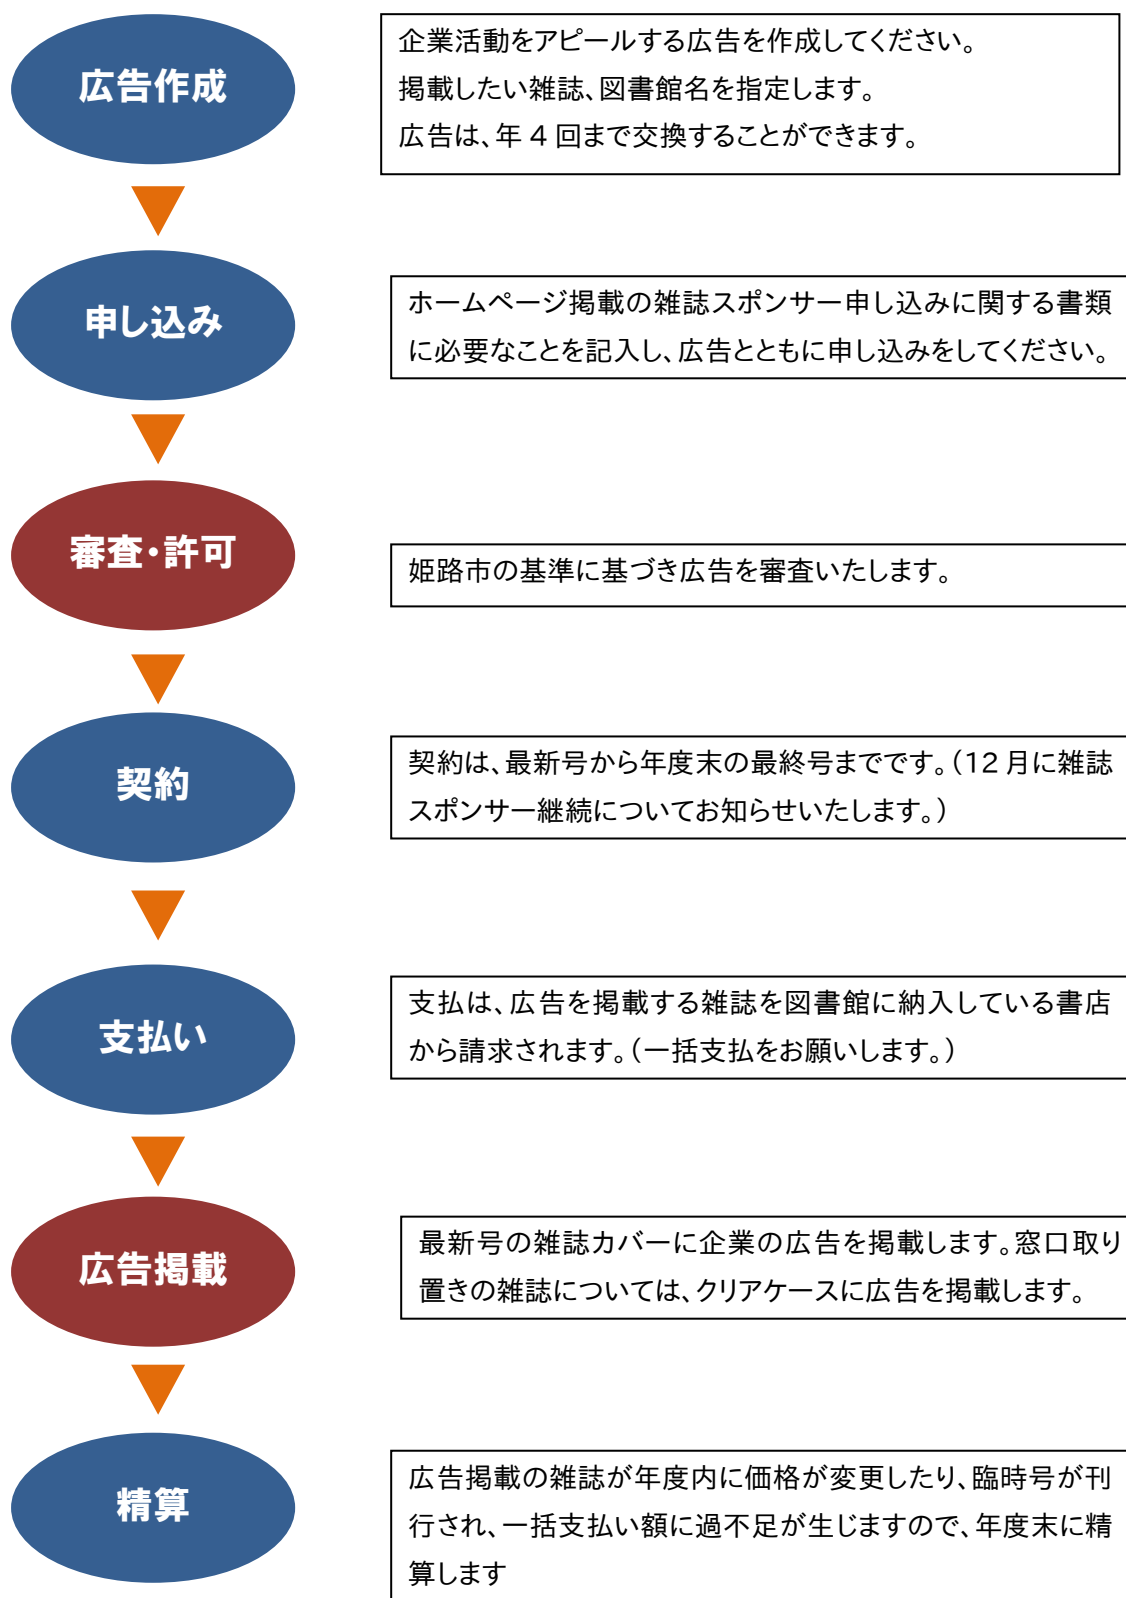 広告作成
企業活動をアピールする広告を作成してください。
掲載したい雑誌、図書館名を指定します。
広告は、年 4 回まで交換することができます。
申し込み
ホームページ掲載の雑誌スポンサー申し込みに関する書類
に必要なことを記入し、広告とともに申し込みをしてください。
審査・許可
姫路市の基準に基づき広告を審査いたします。
契約
契約は、最新号から年度末の最終号までです。(12 月に雑誌
スポンサー継続についてお知らせいたします。)
支払い
支払は、広告を掲載する雑誌を図書館に納入している書店
から請求されます。(一括支払をお願いします。)
広告掲載
最新号の雑誌カバーに企業の広告を掲載します。窓口取り
置きの雑誌については、クリアケースに広告を掲載します。
精算
広告掲載の雑誌が年度内に価格が変更したり、臨時号が刊
行され、一括支払い額に過不足が生じますので、年度末に精
算します